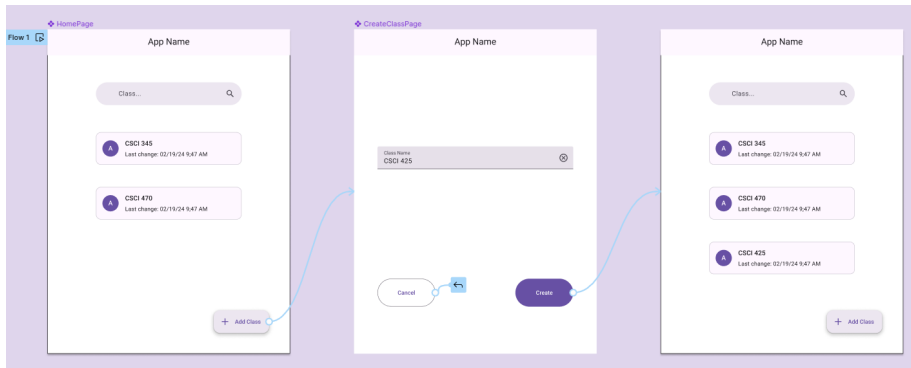 HomePage
Flow 1
App Name
Class...
A
CSCI 345
Last change: 02/19/24 9;47 AM
A
CSCI 470
Last change: 02/19/24 9;47 AM
+ Add Class
CreateClassPage
App Name
Class Name
CSCI 425
Cancel
Create
App Name
Class...
A
CSCI 345
Last change: 02/19/24 9;47 AM
A
CSCI 470
Last change: 02/19/24 9;47 AM
A
CSCI 425
Last change: 02/19/24 9;47 AM
+ Add Class